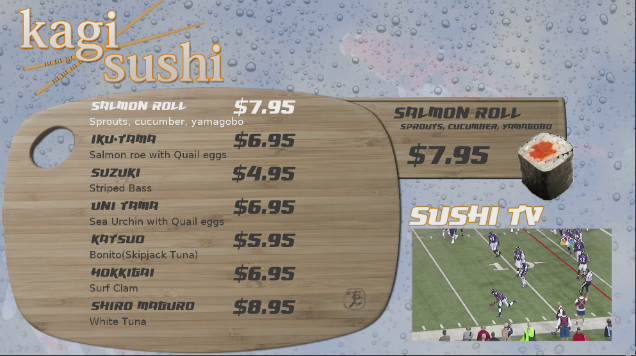 kagi
sushi
SALMON ROLL $7.95
Sprouts, cucumber, yamagobo
IKU-TAMA $6.95
Salmon roe with Quail eggs
SUZUKI $4.95
Striped Bass
UNI TAMA $6.95
Sea Urchin with Quail eggs
KATSUO $5.95
Bonito(Skipjack Tuna)
HOKKIGAI $6.95
Surf Clam
SHIRO MAGURO $8.95
White Tuna
SALMON ROLL
SPROUTS, CUCUMBER, YAMAGOBO
$7.95
SUSHI TV